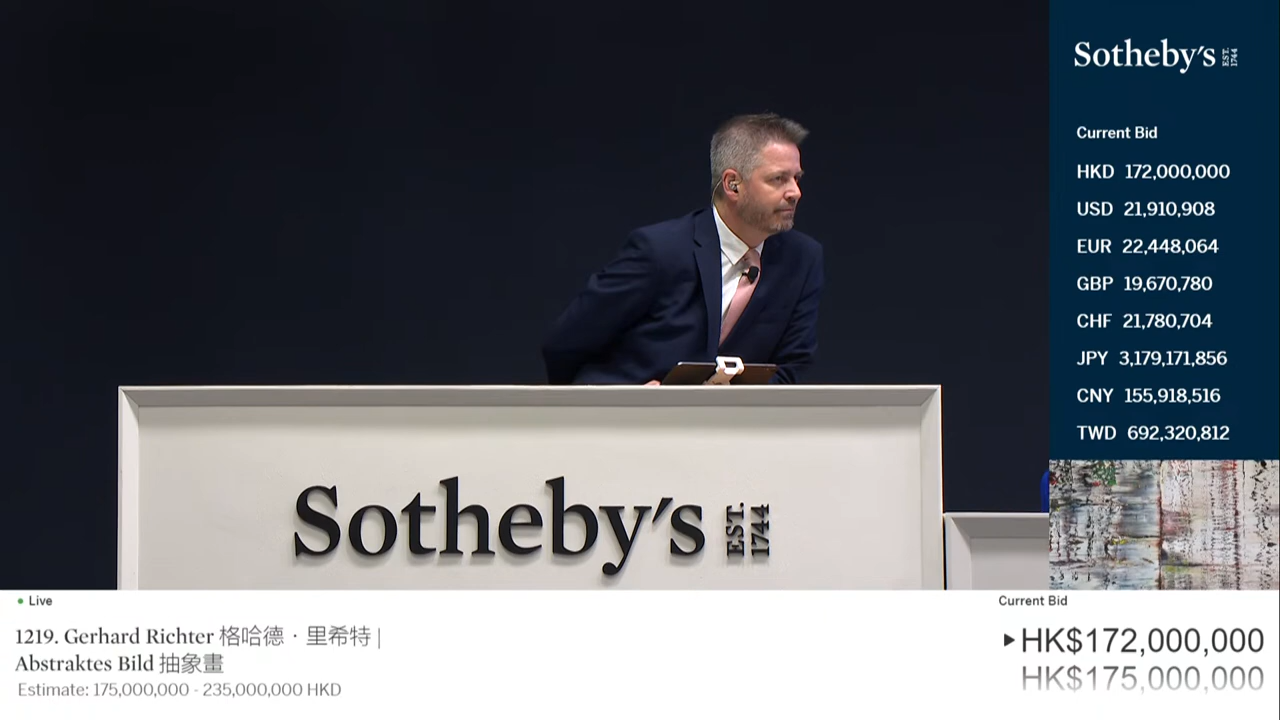 Sotheby's EST. 1744
Current Bid
HKD 172,000,000
USD 21,910,908
EUR 22,448,064
GBP 19,670,780
CHF 21,780,704
JPY 3,179,171,856
CNY 155,918,516
TWD 692,320,812
Sotheby's EST. 1744
Live
1219. Gerhard Richter 格哈德·里希特 |
Abstraktes Bild 抽象畫
Estimate: 175,000,000 - 235,000,000 HKD
Current Bid
HK$172,000,000
HK$175,000,000